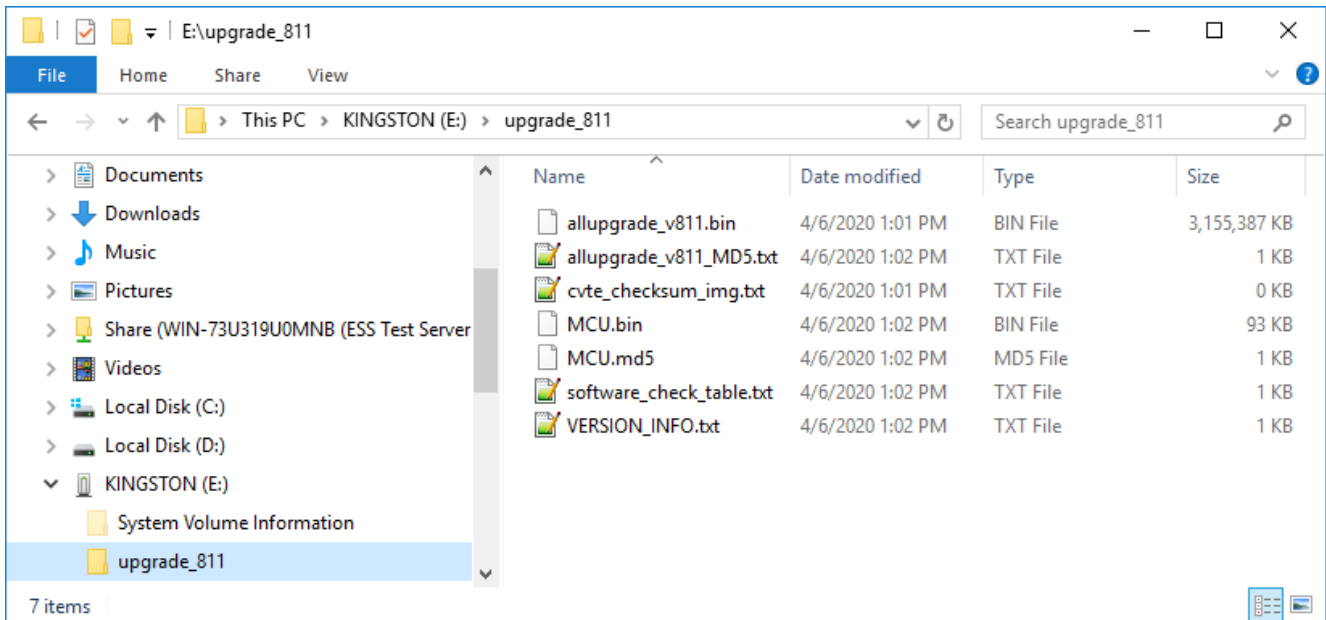 E:\upgrade_811
File Home Share View
This PC > KINGSTON (E:) > upgrade_811 Search upgrade_811
Documents
Downloads
Music
Pictures
Share (WIN-73U319U0MNB (ESS Test Server
Videos
Local Disk (C:)
Local Disk (D:)
KINGSTON (E:)
System Volume Information
upgrade_811
Name Date modified Type Size
allupgrade_v811.bin 4/6/2020 1:01 PM BIN File 3,155,387 KB
allupgrade_v811_MD5.txt 4/6/2020 1:02 PM TXT File 1 KB
cvte_checksum_img.txt 4/6/2020 1:01 PM TXT File 0 KB
MCU.bin 4/6/2020 1:02 PM BIN File 93 KB
MCU.md5 4/6/2020 1:02 PM MD5 File 1 KB
software_check_table.txt 4/6/2020 1:02 PM TXT File 1 KB
VERSION_INFO.txt 4/6/2020 1:02 PM TXT File 1 KB
7 items